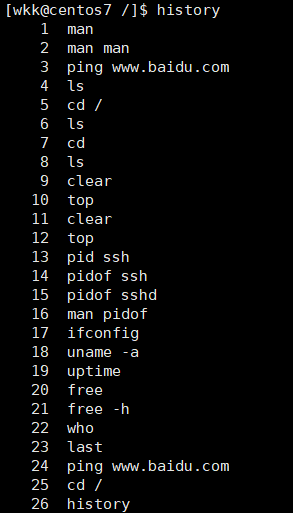 [wkk@centos7 /]$ history
1 man
2 man man
3 ping www.baidu.com
4 ls
5 cd /
6 ls
7 cd
8 ls
9 clear
10 top
11 clear
12 top
13 pid ssh
14 pidof ssh
15 pidof sshd
16 man pidof
17 ifconfig
18 uname -a
19 uptime
20 free
21 free -h
22 who
23 last
24 ping www.baidu.com
25 cd /
26 history